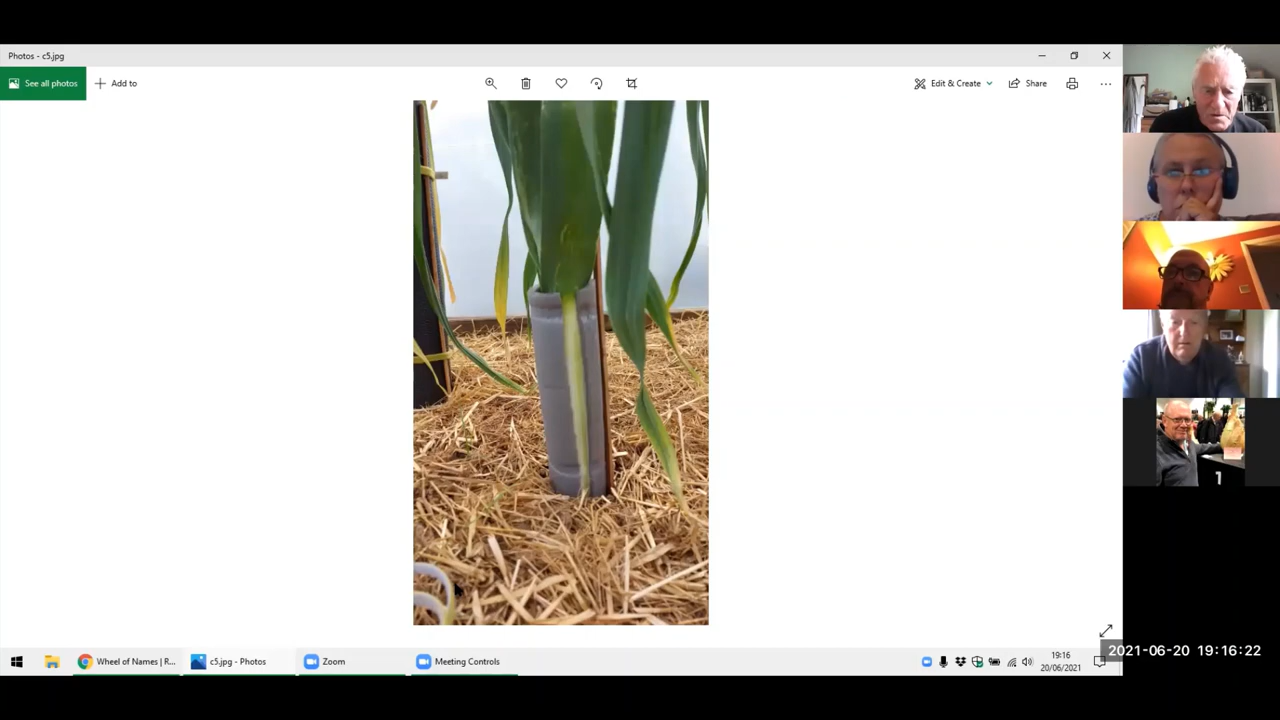 Photos - c5.jpg
See all photos
Add to
Edit & Create
Share
1
Wheel of Names | R...
c5.jpg - Photos
Zoom
Meeting Controls
19:16
20/06/2021
2021-06-20 19:16:22